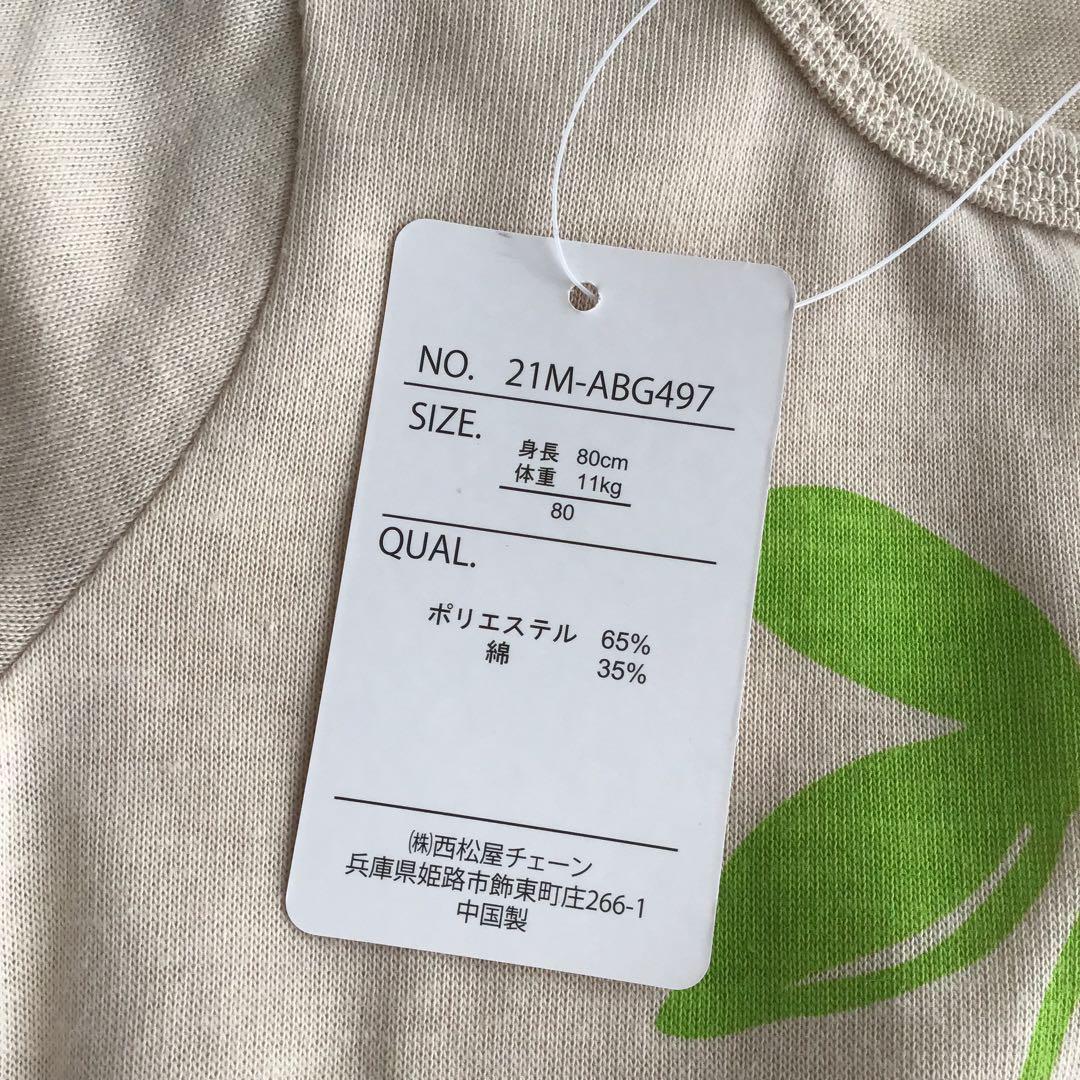 NO. 21M-ABG497
SIZE.
身長 80cm
体重 11kg
80
QUAL.
ポリエステル 65%
綿 35%
㈱西松屋チェーン
兵庫県姫路市飾東町庄266-1
中国製